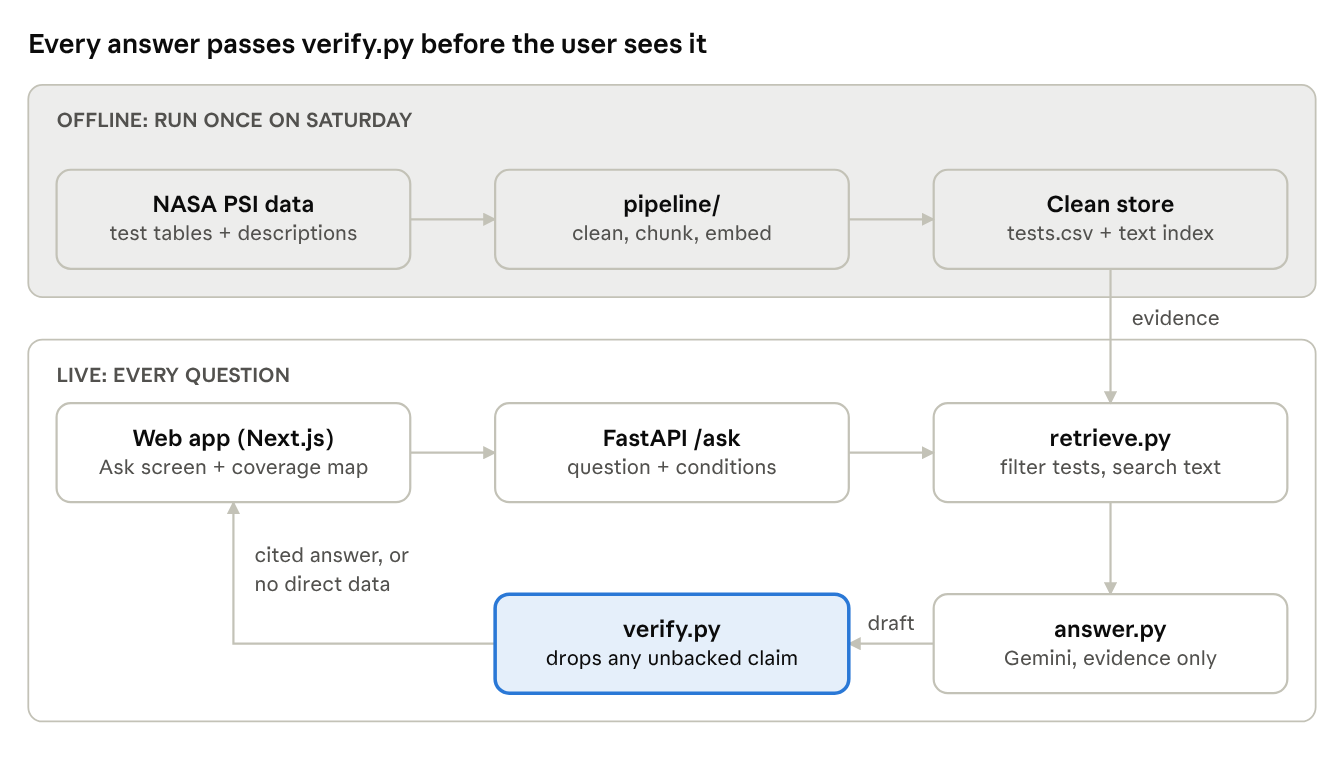 Every answer passes verify.py before the user sees it
OFFLINE: RUN ONCE ON SATURDAY
NASA PSI data
test tables + descriptions
pipeline/
clean, chunk, embed
Clean store
tests.csv + text index
evidence
LIVE: EVERY QUESTION
Web app (Next.js)
Ask screen + coverage map
FastAPI /ask
question + conditions
retrieve.py
filter tests, search text
cited answer, or
no direct data
verify.py
drops any unbacked claim
draft
answer.py
Gemini, evidence only